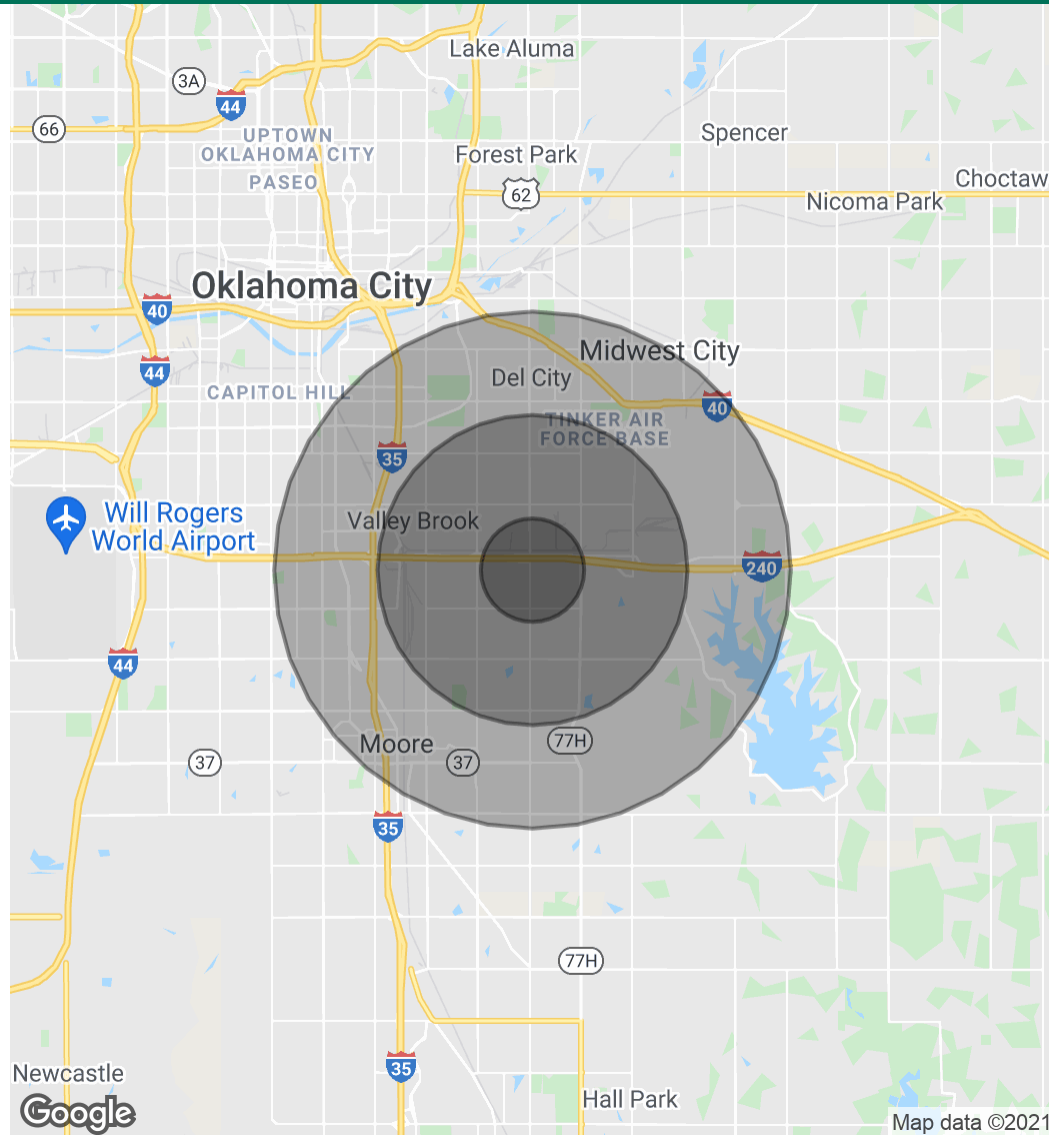 Lake Aluma
3A
44
66
UPTOWN
OKLAHOMA CITY
PASEO
Spencer
Forest Park
62
Choctaw
Nicoma Park
Oklahoma City
40
44
Midwest City
Del City
CAPITOL HILL
40
TINKER AIR
FORCE BASE
35
Will Rogers
World Airport
Valley Brook
240
44
Moore
77H
37
37
35
77H
35
Newcastle
Hall Park
Google
Map data ©2021